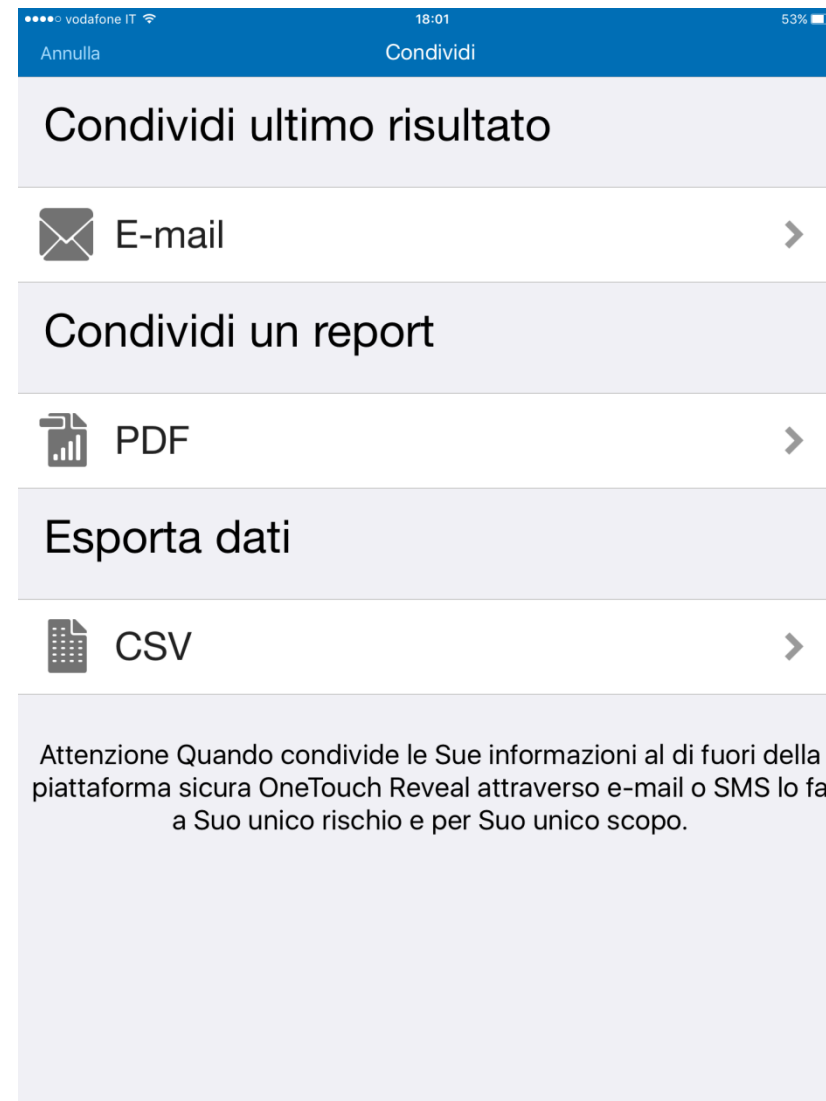 vodafone IT 18:01 53%
Annulla Condividi
Condividi ultimo risultato
E-mail
Condividi un report
PDF
Esporta dati
CSV
Attenzione Quando condivide le Sue informazioni al di fuori della
piattaforma sicura OneTouch Reveal attraverso e-mail o SMS lo fa
a Suo unico rischio e per Suo unico scopo.